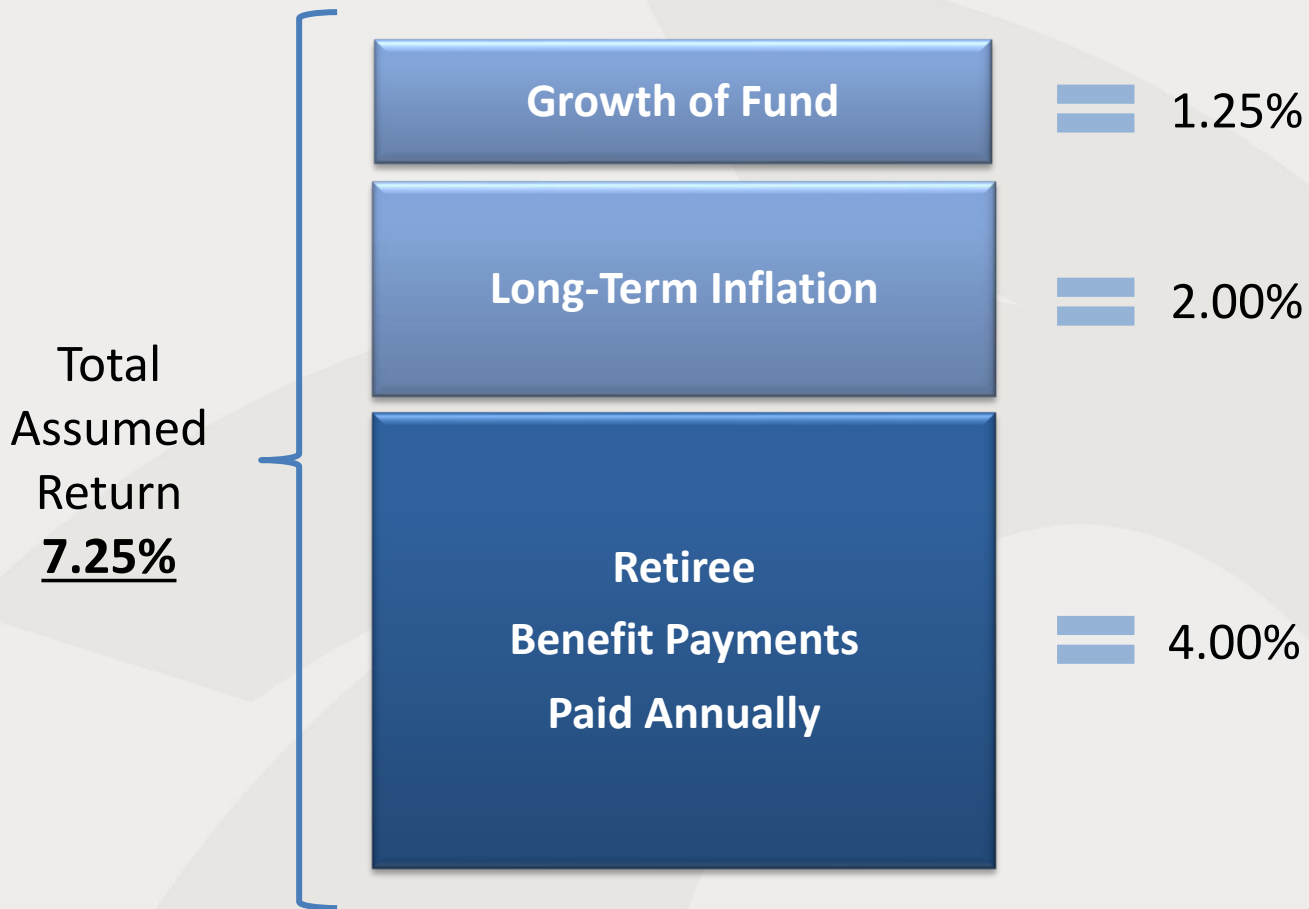 Growth of Fund
1.25%
Long-Term Inflation
2.00%
Total
Assumed
Return
7.25%
Retiree
Benefit Payments
Paid Annually
4.00%